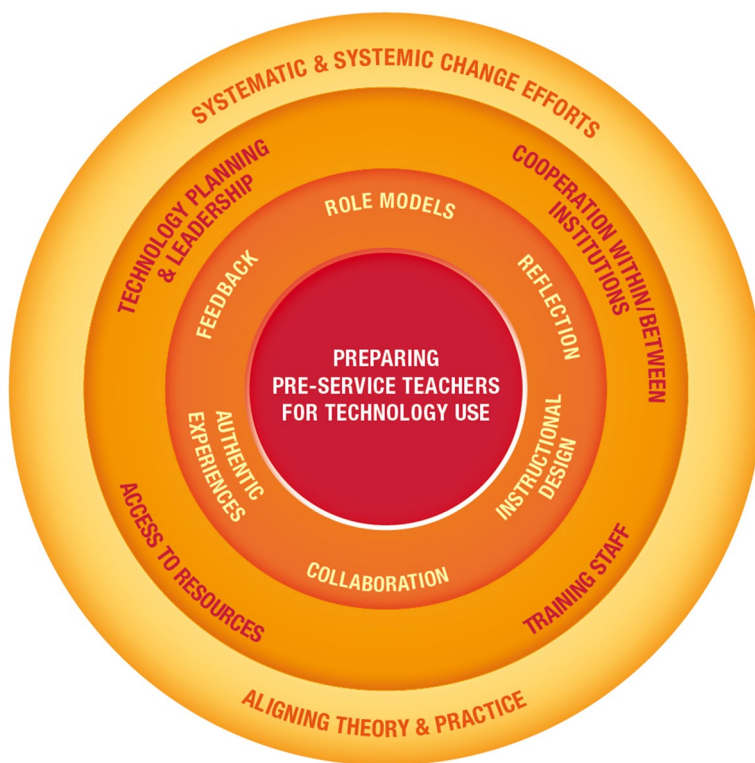 SYSTEMATIC & SYSTEMIC CHANGE EFFORTS
TECHNOLOGY PLANNING
& LEADERSHIP
COOPERATION WITHIN/BETWEEN
INSTITUTIONS
ROLE MODELS
FEEDBACK
REFLECTION
PREPARING
PRE-SERVICE TEACHERS
FOR TECHNOLOGY USE
AUTHENTIC
EXPERIENCES
INSTRUCTIONAL
DESIGN
COLLABORATION
ACCESS TO RESOURCES
TRAINING STAFF
ALIGNING THEORY & PRACTICE